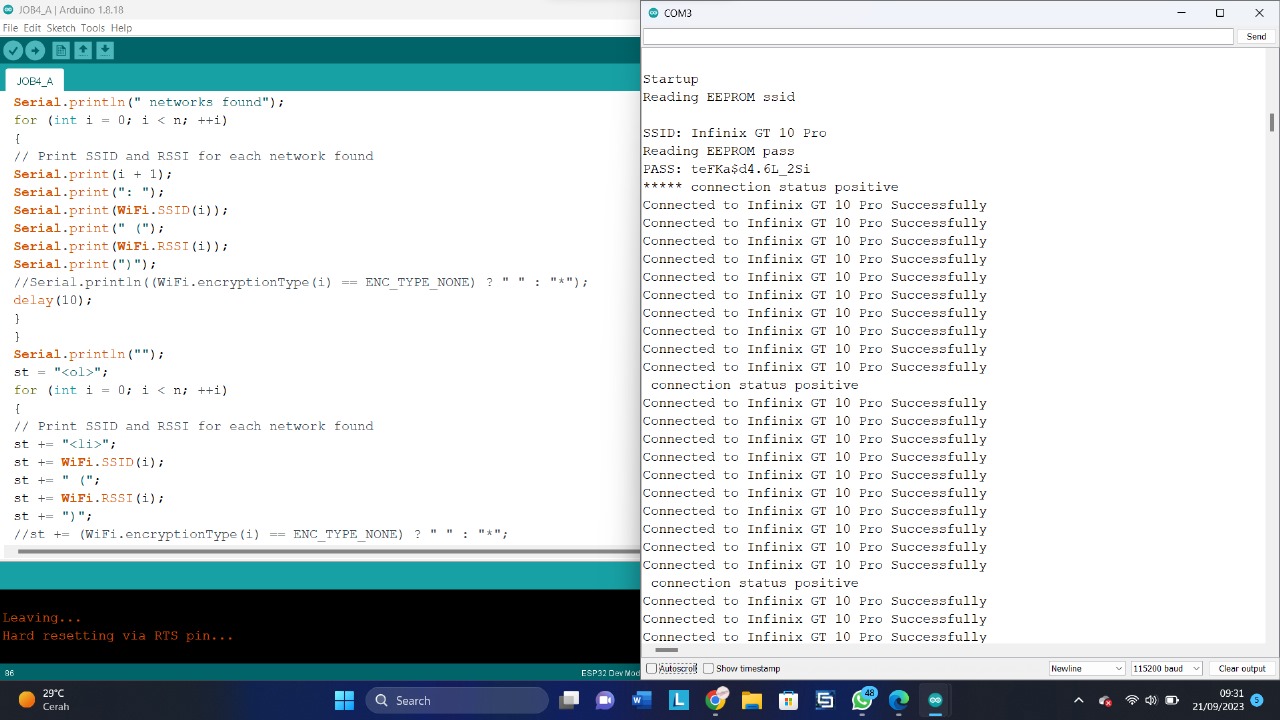 JOB4_A | Arduino 1.8.18
File Edit Sketch Tools Help
JOB4_A
Serial.println(" networks found");
for (int i = 0; i < n; ++i)
{
// Print SSID and RSSI for each network found
Serial.print(i + 1);
Serial.print(": ");
Serial.print(WiFi.SSID(i));
Serial.print(" (");
Serial.print(WiFi.RSSI(i));
Serial.print(")");
//Serial.println((WiFi.encryptionType(i) == ENC_TYPE_NONE) ? " " : "*");
delay(10);
}
}
Serial.println("");
st = "<ol>";
for (int i = 0; i < n; ++i)
{
// Print SSID and RSSI for each network found
st += "<li>";
st += WiFi.SSID(i);
st += " (";
st += WiFi.RSSI(i);
st += ")";
//st += (WiFi.encryptionType(i) == ENC_TYPE_NONE) ? " " : "*";
Leaving...
Hard resetting via RTS pin...
86
ESP32 Dev Mod
COM3
Send
Startup
Reading EEPROM ssid
SSID: Infinix GT 10 Pro
Reading EEPROM pass
PASS: teFKa$d4.6L_2Si
***** connection status positive
Connected to Infinix GT 10 Pro Successfully
Connected to Infinix GT 10 Pro Successfully
Connected to Infinix GT 10 Pro Successfully
Connected to Infinix GT 10 Pro Successfully
Connected to Infinix GT 10 Pro Successfully
Connected to Infinix GT 10 Pro Successfully
Connected to Infinix GT 10 Pro Successfully
Connected to Infinix GT 10 Pro Successfully
Connected to Infinix GT 10 Pro Successfully
Connected to Infinix GT 10 Pro Successfully
connection status positive
Connected to Infinix GT 10 Pro Successfully
Connected to Infinix GT 10 Pro Successfully
Connected to Infinix GT 10 Pro Successfully
Connected to Infinix GT 10 Pro Successfully
Connected to Infinix GT 10 Pro Successfully
Connected to Infinix GT 10 Pro Successfully
Connected to Infinix GT 10 Pro Successfully
Connected to Infinix GT 10 Pro Successfully
Connected to Infinix GT 10 Pro Successfully
Connected to Infinix GT 10 Pro Successfully
connection status positive
Connected to Infinix GT 10 Pro Successfully
Connected to Infinix GT 10 Pro Successfully
Connected to Infinix GT 10 Pro Successfully
Autoscroll Show timestamp Newline 115200 baud Clear output
29°C
Cerah
Search
48
09:31
21/09/2023
5